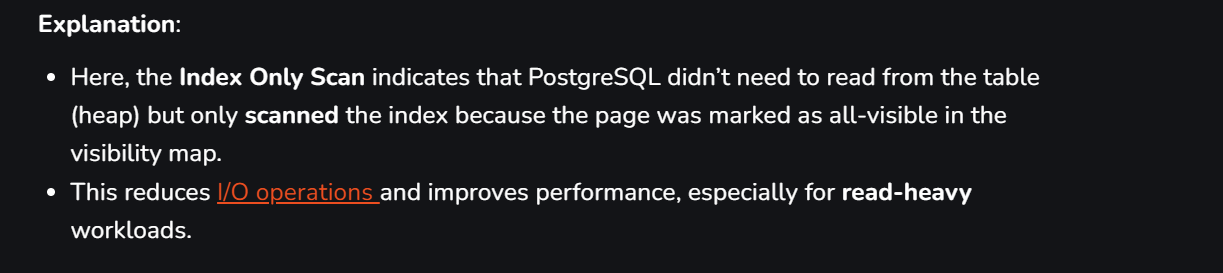 Explanation:
• Here, the Index Only Scan indicates that PostgreSQL didn’t need to read from the table
(heap) but only scanned the index because the page was marked as all-visible in the
visibility map.
• This reduces I/O operations and improves performance, especially for read-heavy
workloads.